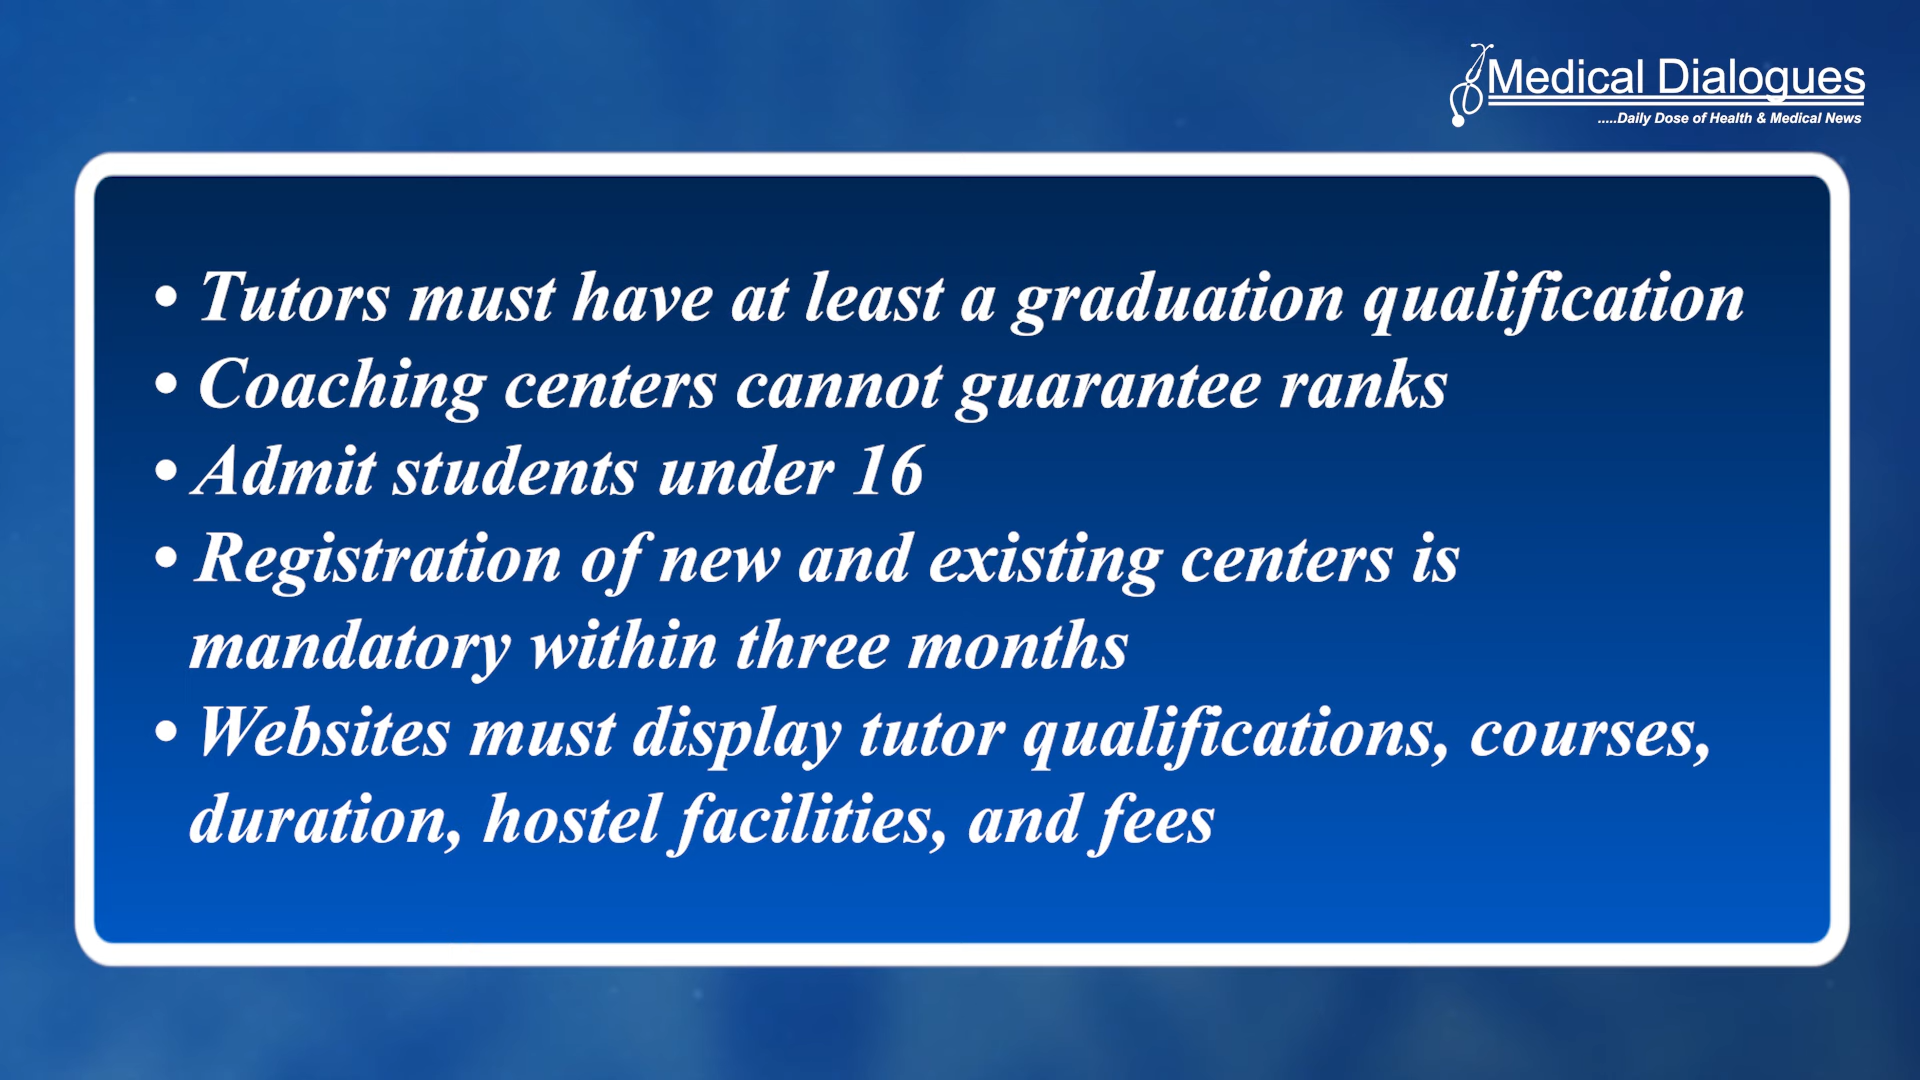 Medical Dialogues
.....Daily Dose of Health & Medical News
• Tutors must have at least a graduation qualification
• Coaching centers cannot guarantee ranks
• Admit students under 16
• Registration of new and existing centers is
mandatory within three months
• Websites must display tutor qualifications, courses,
duration, hostel facilities, and fees